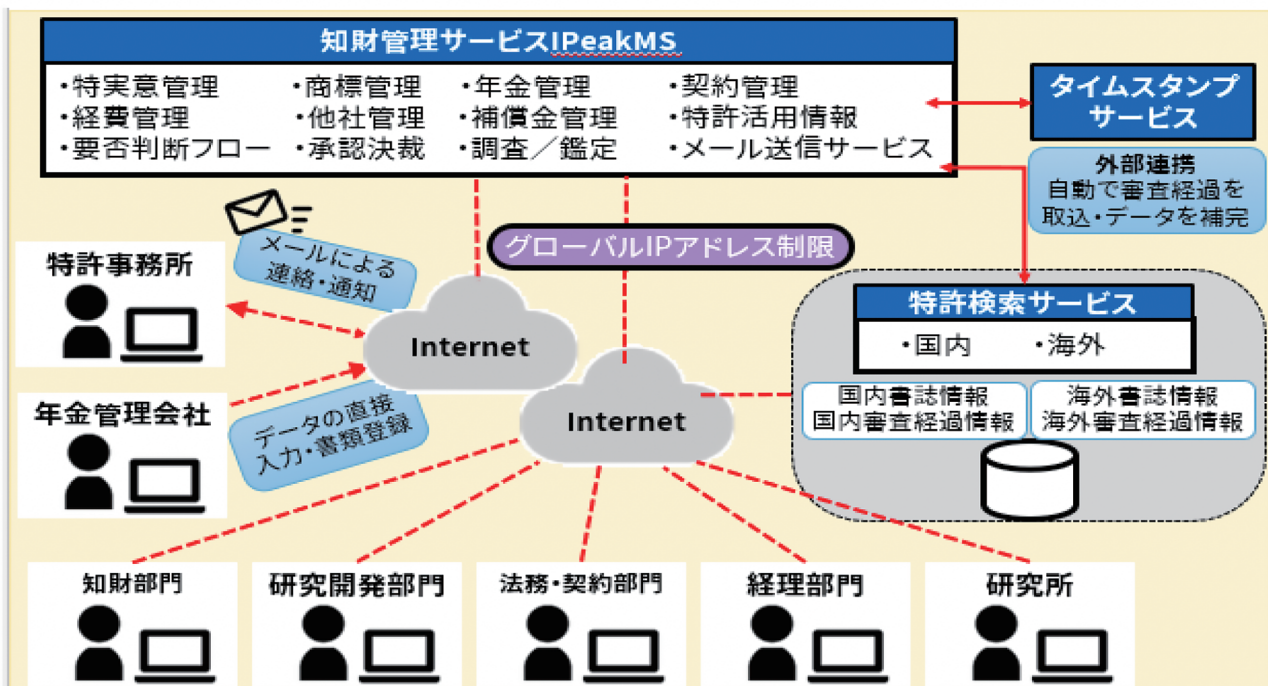 知財管理サービスIPeakMS
・特実意管理 ・商標管理 ・年金管理 ・契約管理
・経費管理 ・他社管理 ・補償金管理 ・特許活用情報
・要否判断フロー ・承認決裁 ・調査／鑑定 ・メール送信サービス
タイムスタンプ
サービス
外部連携
自動で審査経過を
取込・データを補完
グローバルIPアドレス制限
メールによる
連絡・通知
特許事務所
Internet
特許検索サービス
・国内 ・海外
年金管理会社
データの直接
入力・書類登録
Internet
国内書誌情報
国内審査経過情報
海外書誌情報
海外審査経過情報
知財部門
研究開発部門
法務・契約部門
経理部門
研究所